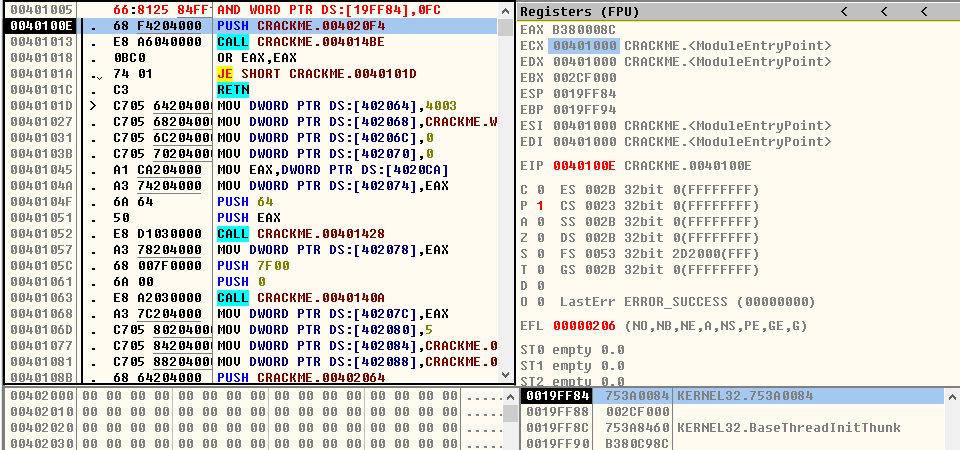 00401005 66:8125 84FF AND WORD PTR DS:[19FF84],0FC
0040100E . 68 F4204000 PUSH CRACKME.004020F4
00401013 . E8 A6040000 CALL CRACKME.004014BE
00401018 . 0BC0 OR EAX,EAX
0040101A . 74 01 JE SHORT CRACKME.0040101D
0040101C . C3 RETN
0040101D > C705 64204000 MOV DWORD PTR DS:[402064],4003
00401027 . C705 68204000 MOV DWORD PTR DS:[402068],CRACKME.W
00401031 . C705 6C204000 MOV DWORD PTR DS:[40206C],0
0040103B . C705 70204000 MOV DWORD PTR DS:[402070],0
00401045 . A1 CA204000 MOV EAX,DWORD PTR DS:[4020CA]
0040104A . A3 74204000 MOV DWORD PTR DS:[402074],EAX
0040104F . 6A 64 PUSH 64
00401051 . 50 PUSH EAX
00401052 . E8 D1030000 CALL CRACKME.00401428
00401057 . A3 78204000 MOV DWORD PTR DS:[402078],EAX
0040105C . 68 007F0000 PUSH 7F00
00401061 . 6A 00 PUSH 0
00401063 . E8 A2030000 CALL CRACKME.0040140A
00401068 . A3 7C204000 MOV DWORD PTR DS:[40207C],EAX
0040106D . C705 80204000 MOV DWORD PTR DS:[402080],5
00401077 . C705 84204000 MOV DWORD PTR DS:[402084],CRACKME.0
00401081 . C705 88204000 MOV DWORD PTR DS:[402088],CRACKME.0
0040108B . 68 64204000 PUSH CRACKME.00402064
Registers (FPU) < < <
EAX B380008C
ECX 00401000 CRACKME.<ModuleEntryPoint>
EDX 00401000 CRACKME.<ModuleEntryPoint>
EBX 002CF000
ESP 0019FF84
EBP 0019FF94
ESI 00401000 CRACKME.<ModuleEntryPoint>
EDI 00401000 CRACKME.<ModuleEntryPoint>
EIP 0040100E CRACKME.0040100E
C 0 ES 002B 32bit 0(FFFFFFFF)
P 1 CS 0023 32bit 0(FFFFFFFF)
A 0 SS 002B 32bit 0(FFFFFFFF)
Z 0 DS 002B 32bit 0(FFFFFFFF)
S 0 FS 0053 32bit 2D2000(FFF)
T 0 GS 002B 32bit 0(FFFFFFFF)
D 0
O 0 LastErr ERROR_SUCCESS (00000000)
EFL 00000206 (NO,NB,NE,A,NS,PE,GE,G)
ST0 empty 0.0
ST1 empty 0.0
ST2 empty 0.0
00402000 00 00 00 00 00 00 00 00 00 00 00 00 00 00 00 00 .....
00402010 00 00 00 00 00 00 00 00 00 00 00 00 00 00 00 00 .....
00402020 00 00 00 00 00 00 00 00 00 00 00 00 00 00 00 00 .....
00402030 00 00 00 00 00 00 00 00 00 00 00 00 00 00 00 00 .....
0019FF84 753A0084 KERNEL32.753A0084
0019FF88 002CF000
0019FF8C 753A8460 KERNEL32.BaseThreadInitThunk
0019FF90 B380C98C